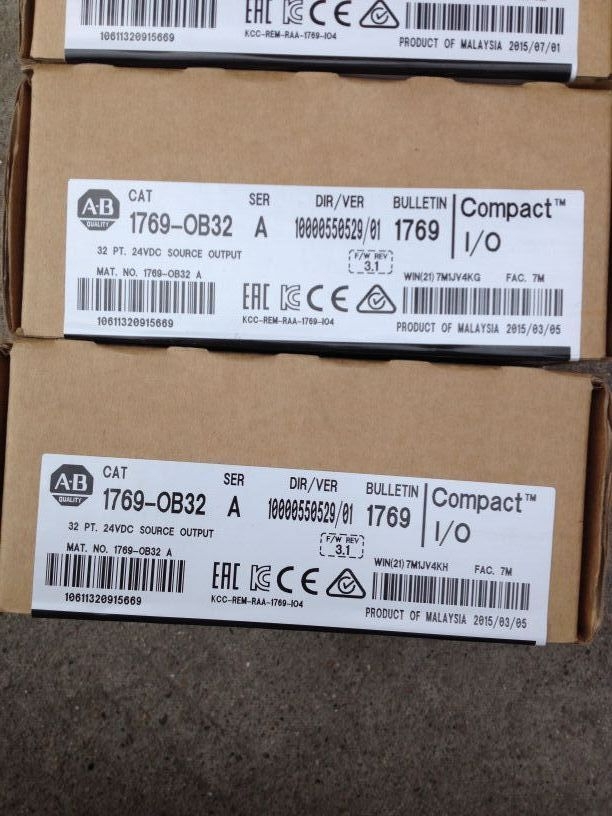 10611320915669
EAC KC CE
KCC-REM-RAA-1769-IO4
PRODUCT OF MALAYSIA 2015/07/01
A-B QUALITY
CAT SER DIR/VER BULLETIN Compact™
1769-OB32 A 10000550529/01 1769 I/O
32 PT. 24VDC SOURCE OUTPUT
F/W REV
3.1
MAT. NO. 1769-OB32 A
WIN(21) 7M1JV4KG FAC. 7M
EAC KC CE
10611320915669
KCC-REM-RAA-1769-IO4
PRODUCT OF MALAYSIA 2015/03/05
A-B QUALITY
CAT SER DIR/VER BULLETIN Compact™
1769-OB32 A 10000550529/01 1769 I/O
32 PT. 24VDC SOURCE OUTPUT
F/W REV
3.1
MAT. NO. 1769-OB32 A
WIN(21) 7M1JV4KH FAC. 7M
EAC KC CE
10611320915669
KCC-REM-RAA-1769-IO4
PRODUCT OF MALAYSIA 2015/03/05